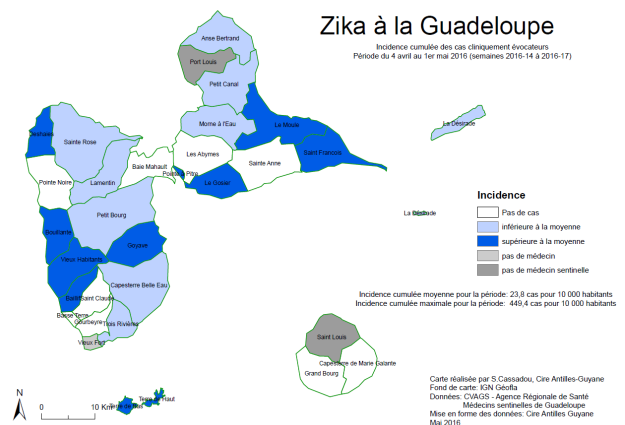 Zika à la Guadeloupe
Incidence cumulée des cas cliniquement évocateurs
Période du 4 avril au 1er mai 2016 (semaines 2016-14 à 2016-17)
Anse Bertrand
Port Louis
Petit Canal
Morne à l'Eau
Le Moule
La Désirade
Deshaies
Sainte Rose
Les Abymes
Saint Francois
Baie Mahault
Sainte Anne
Pointe à Pitre
Pointe Noire
Lamentin
Le Gosier
Petit Bourg
La Désirade
Bouillante
Goyave
Vieux Habitants
Capesterre Belle Eau
Saint Claude
Basse Terre
Gourbeyre
Trois Rivières
Vieux Fort
Terre de Bas
Terre de Haut
Saint Louis
Capesterre de Marie Galante
Grand Bourg
Incidence
Pas de cas
inférieure à la moyenne
supérieure à la moyenne
pas de médecin
pas de médecin sentinelle
Incidence cumulée moyenne pour la période: 23,8 cas pour 10 000 habitants
Incidence cumulée maximale pour la période: 449,4 cas pour 10 000 habitants
Carte réalisée par S.Cassadou, Cire Antilles-Guyane
Fond de carte: IGN Géofla
Données: CVAGS - Agence Régionale de Santé
Médecins sentinelles de Guadeloupe
Mise en forme des données: Cire Antilles Guyane
Mai 2016
N
0 10 Km